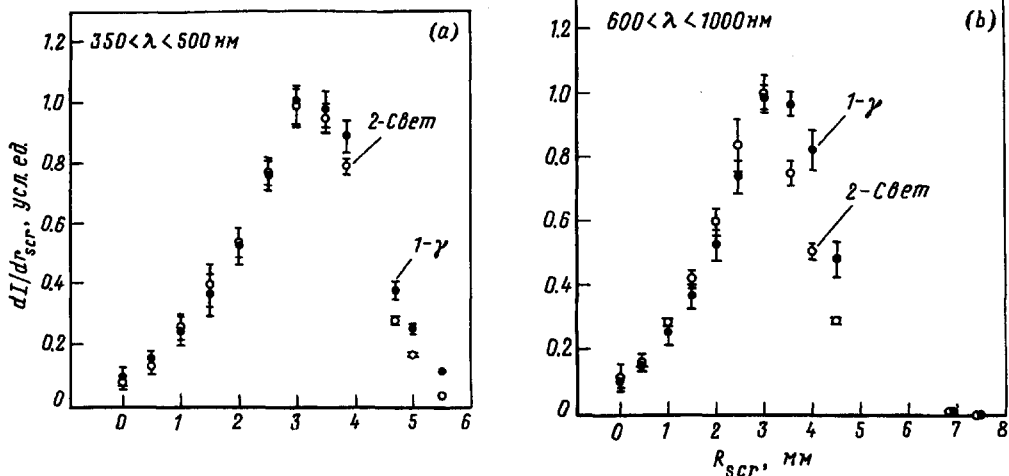 350<λ<500 нм
(a)
1.2
1.0
0.8
0.6
0.4
0.2
0
dI/dr_scr, усл. ед.
2-Свет
1-γ
0 1 2 3 4 5 6
600<λ<1000 нм
(b)
1.2
1.0
0.8
0.6
0.4
0.2
0
1-γ
2-Свет
0 1 2 3 4 5 6 7 8
R_scr, мм